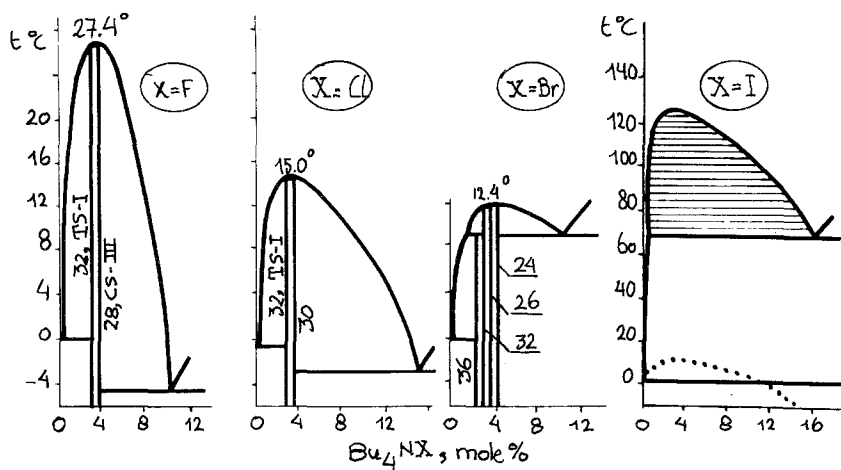 27.4°
t°C
X=F
20
16
12
8
4
0
-4
32, TS-I
28, CS-III
0 4 8 12
X=Cl
15.0°
32, TS-I
30
0 4 8 12 16
X=Br
12.4°
24
26
32
36
0 4 8 12
t°C
X=I
140
120
100
80
60
20
0
0 4 8 12 16
Bu4NX, mole%